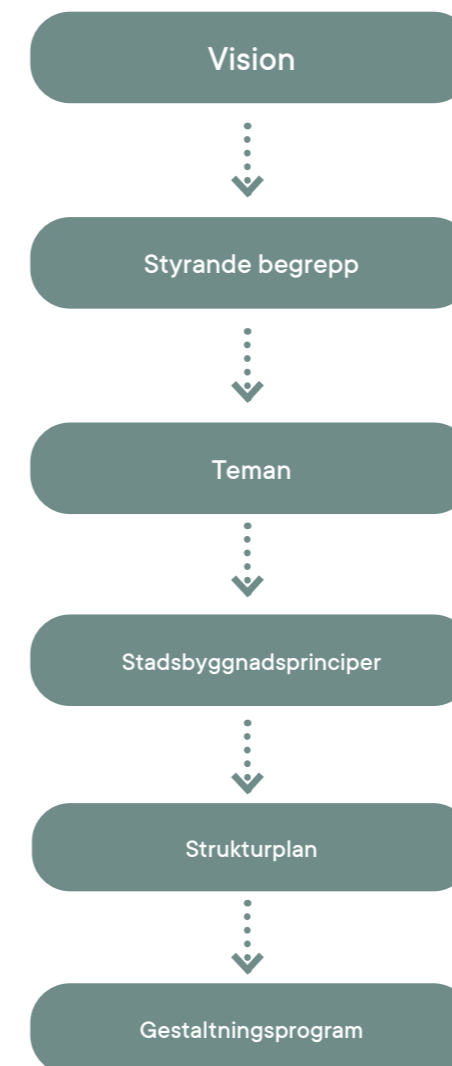 Vision
Styrande begrepp
Teman
Stadsbyggnadsprinciper
Strukturplan
Gestaltningsprogram